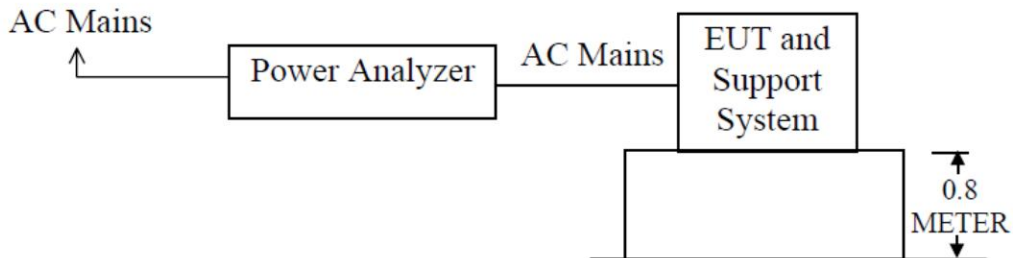 AC Mains
Power Analyzer
AC Mains
EUT and
Support
System
0.8
METER